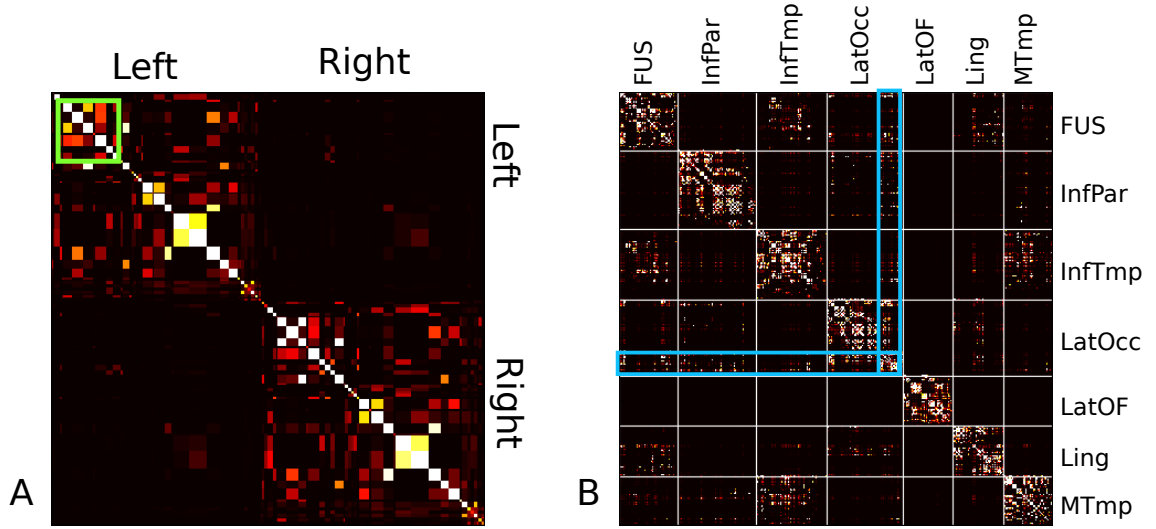 Left
Right
Left
Right
A
FUS
InfPar
InfTmp
LatOcc
LatOF
Ling
MTmp
FUS
InfPar
InfTmp
LatOcc
LatOF
Ling
MTmp
B